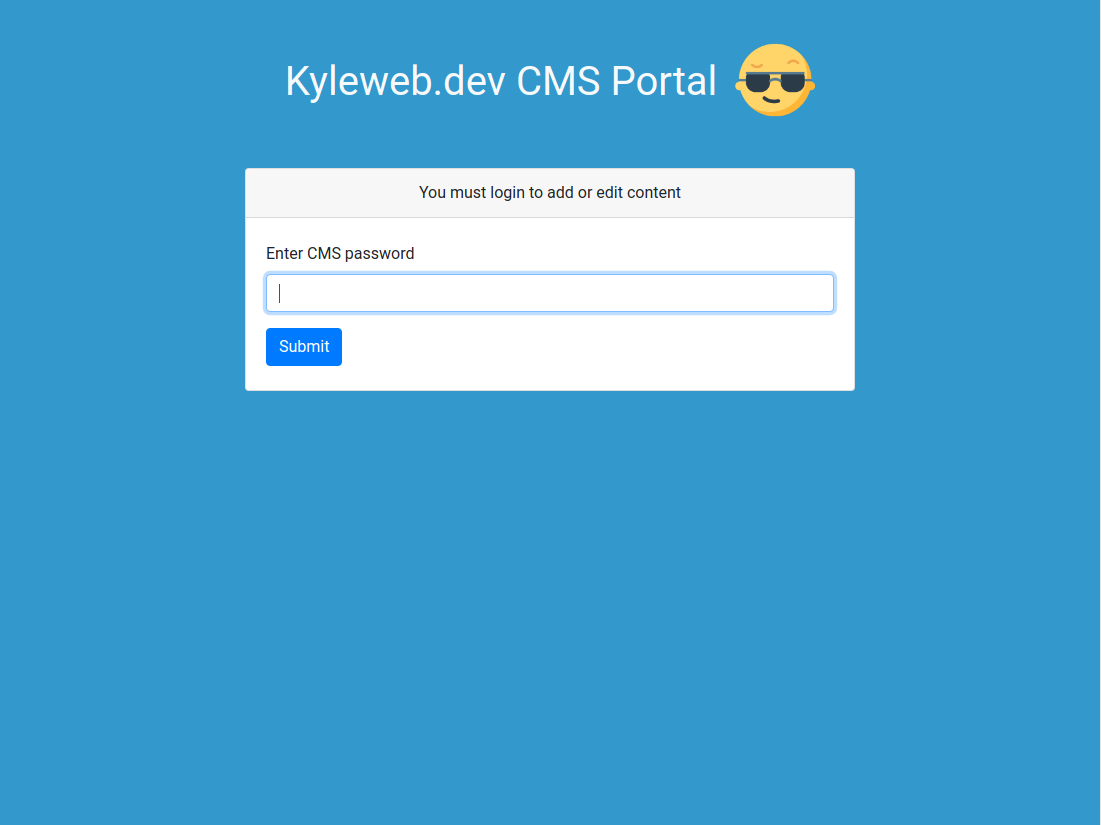 Kyleweb.dev CMS Portal
You must login to add or edit content
Enter CMS password
Submit